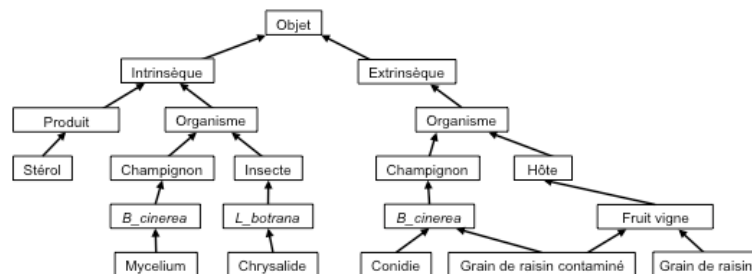 Objet
Intrinsèque Extrinsèque
Produit Organisme Organisme
Stérol Champignon Insecte Champignon Hôte
B_cinerea L_botrana B_cinerea Fruit vigne
Mycelium Chrysalide Conidie Grain de raisin contaminé Grain de raisin